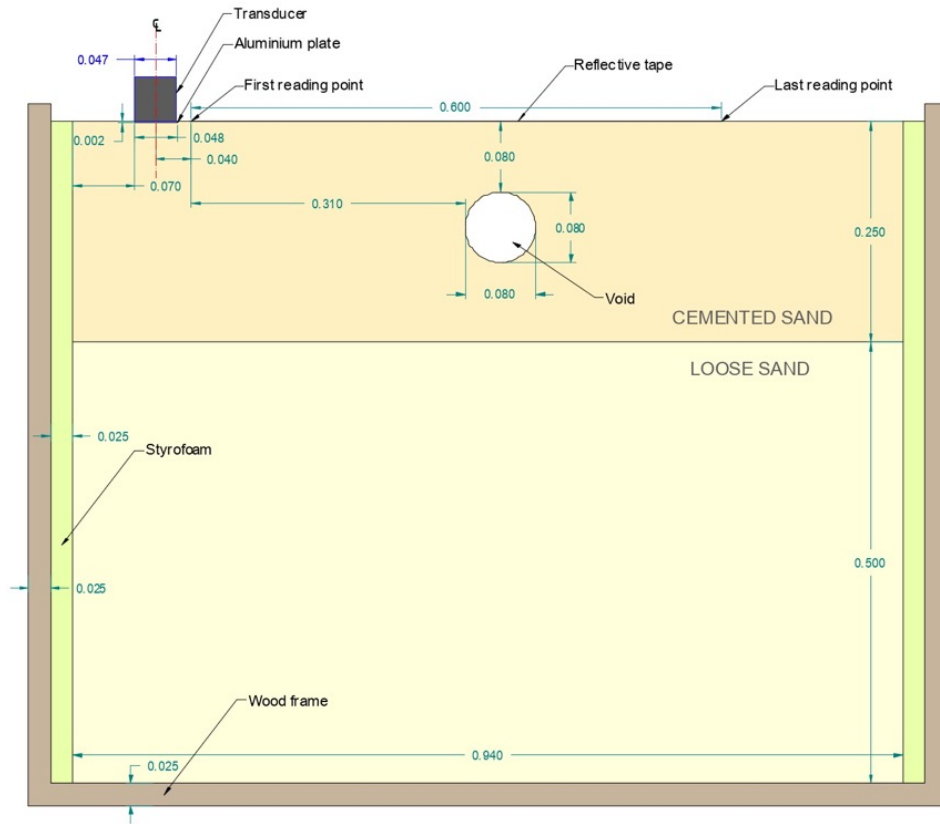 ℄
Transducer
Aluminium plate
0.047
First reading point
Reflective tape
Last reading point
0.600
0.002
0.048
0.040
0.070
0.080
0.310
0.080
0.250
0.080
Void
CEMENTED SAND
LOOSE SAND
0.025
Styrofoam
0.500
0.025
Wood frame
0.940
0.025